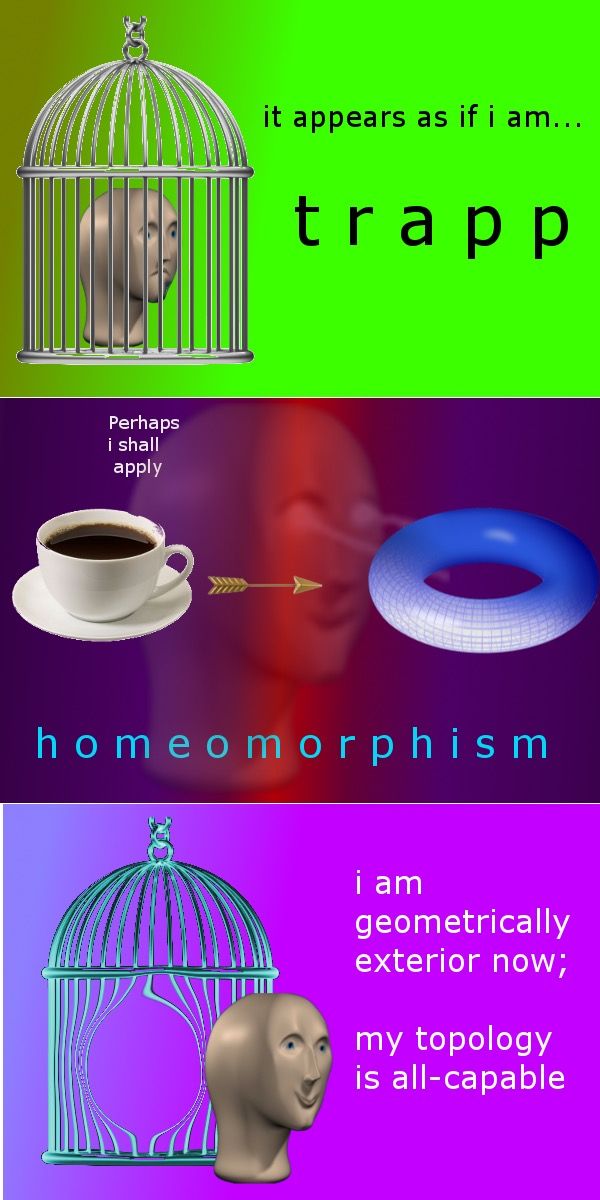 it appears as if i am...
t r a p p
Perhaps
i shall
apply
h o m e o m o r p h i s m
i am
geometrically
exterior now;
my topology
is all-capable